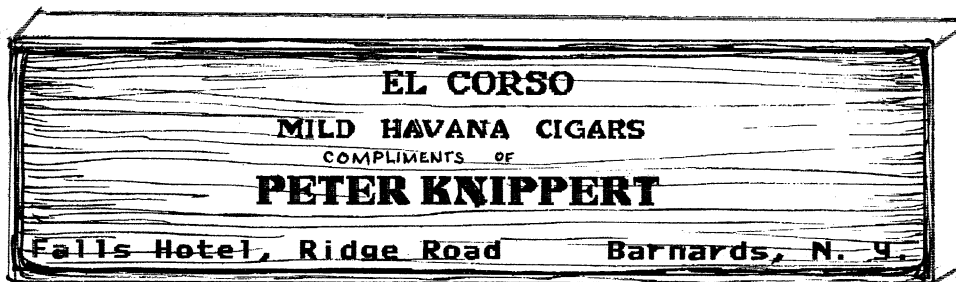 EL CORSO
MILD HAVANA CIGARS
COMPLIMENTS OF
PETER KNIPPERT
Falls Hotel, Ridge Road Barnards, N. Y.